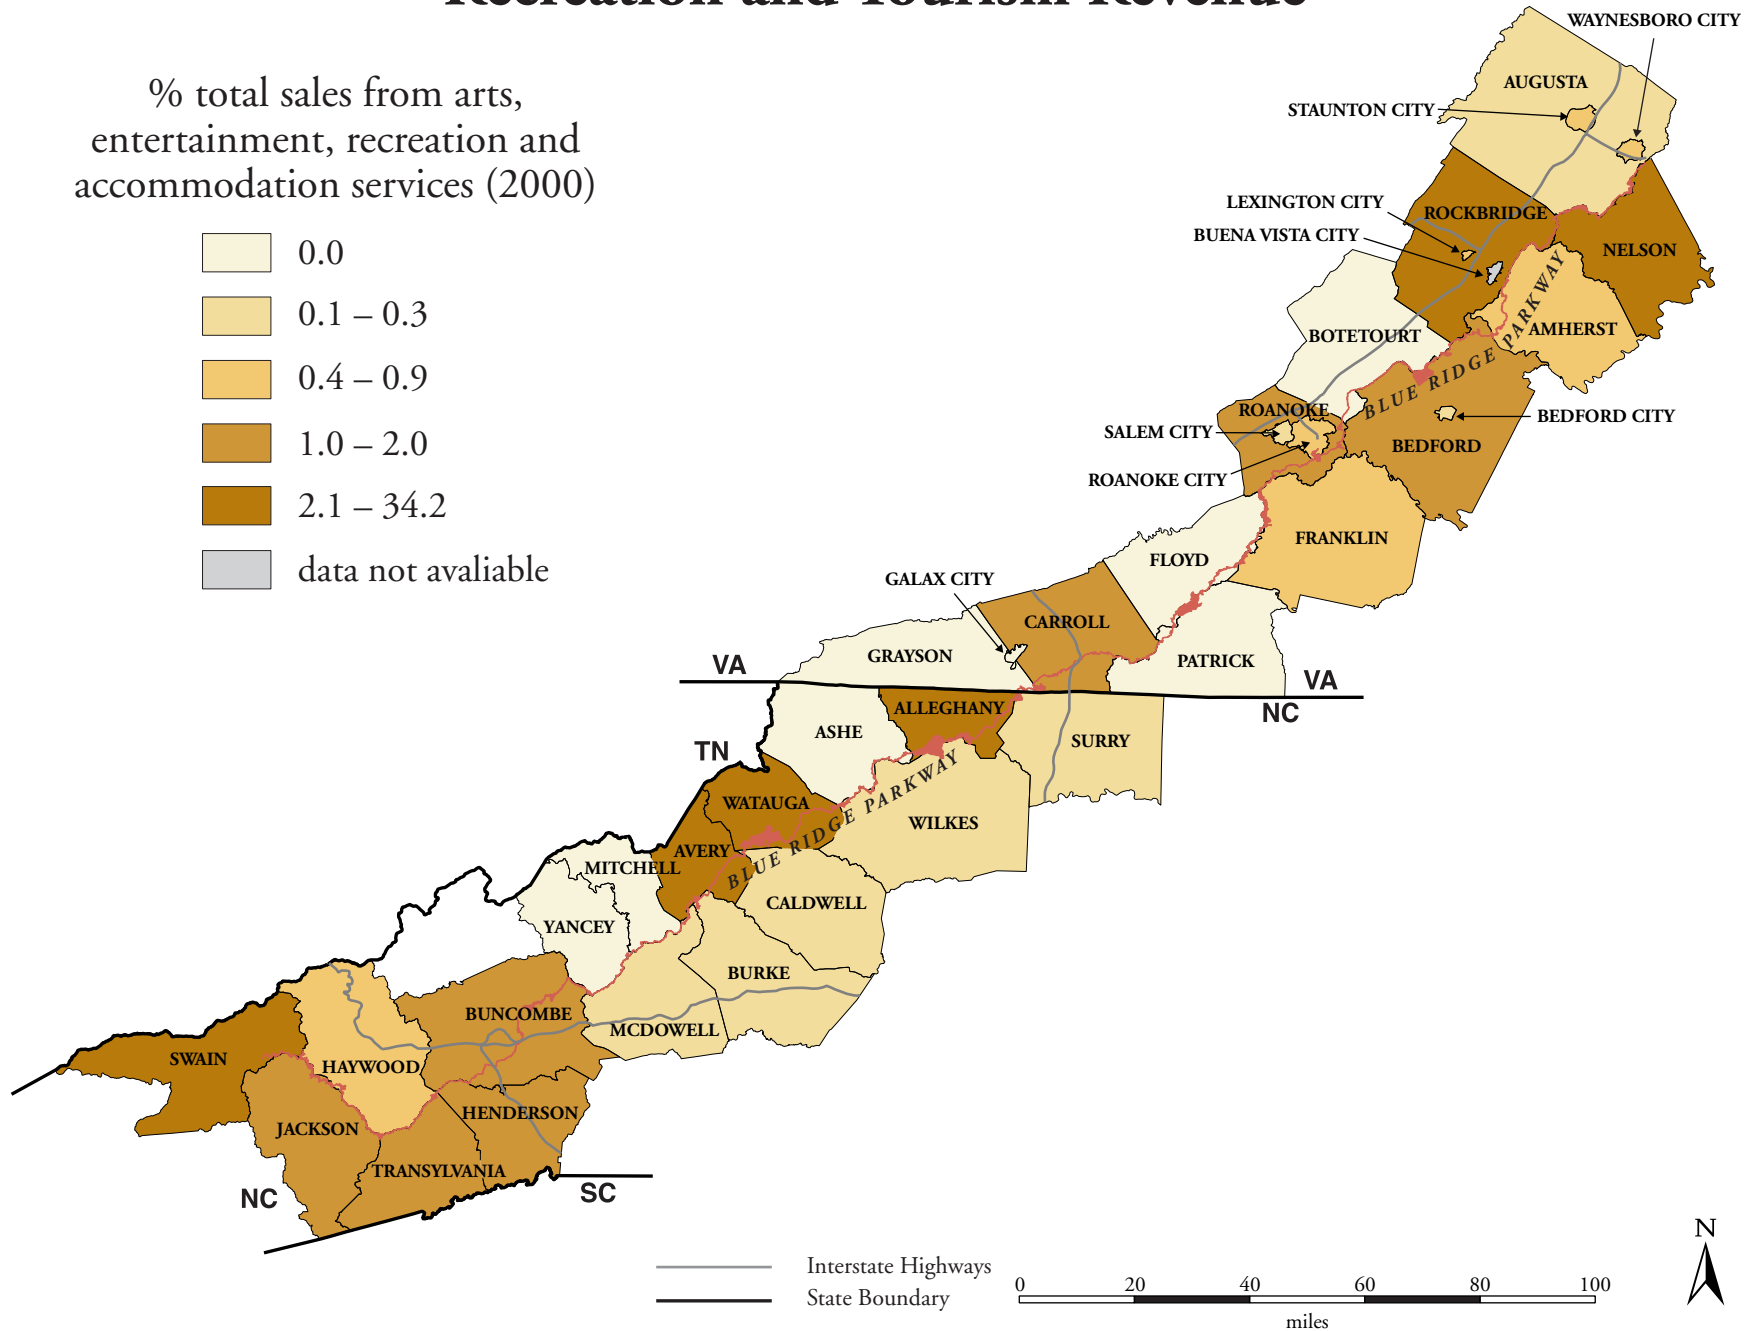 Recreation and Tourism Revenue
% total sales from arts,
entertainment, recreation and
accommodation services (2000)
0.0
0.1 – 0.3
0.4 – 0.9
1.0 – 2.0
2.1 – 34.2
data not avaliable
WAYNESBORO CITY
AUGUSTA
STAUNTON CITY
LEXINGTON CITY
ROCKBRIDGE
BUENA VISTA CITY
NELSON
BOTETOURT
AMHERST
BLUE RIDGE PARKWAY
ROANOKE
SALEM CITY
BEDFORD CITY
BEDFORD
ROANOKE CITY
FRANKLIN
FLOYD
GALAX CITY
CARROLL
GRAYSON
PATRICK
VA
VA
NC
ALLEGHANY
ASHE
SURRY
TN
WATAUGA
WILKES
BLUE RIDGE PARKWAY
AVERY
MITCHELL
CALDWELL
YANCEY
BURKE
BUNCOMBE
MCDOWELL
SWAIN
HAYWOOD
HENDERSON
JACKSON
TRANSYLVANIA
NC
SC
N
Interstate Highways
State Boundary
0 20 40 60 80 100
miles